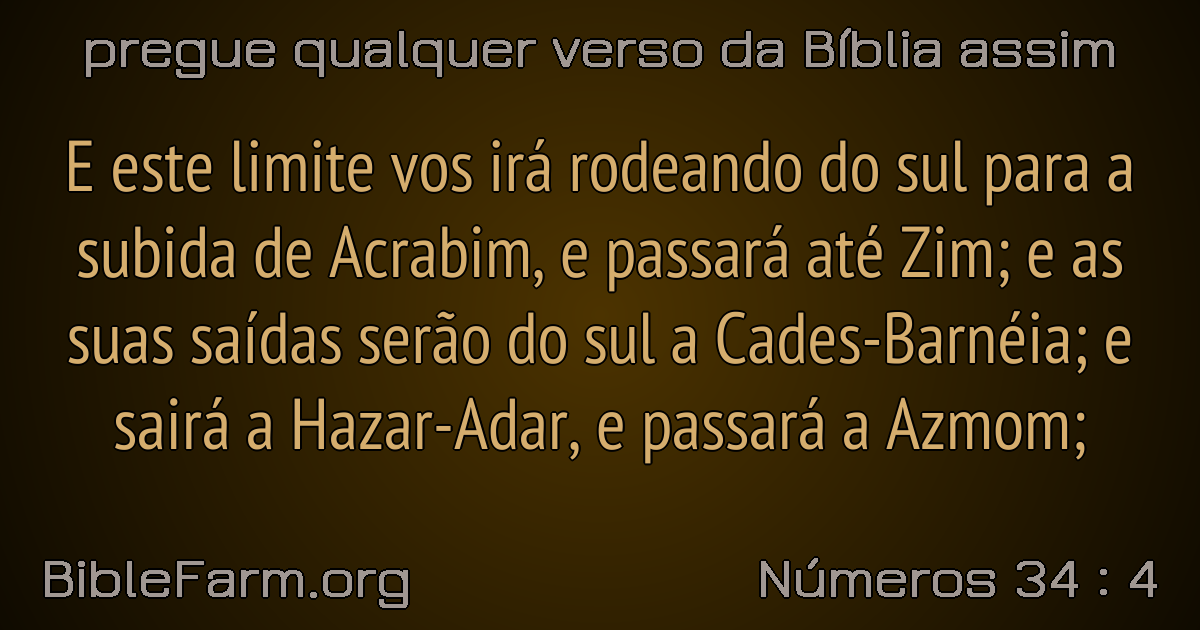 pregue qualquer verso da Bíblia assim
E este limite vos irá rodeando do sul para a
subida de Acrabim, e passará até Zim; e as
suas saídas serão do sul a Cades-Barnéia; e
sairá a Hazar-Adar, e passará a Azmom;
BibleFarm.org
Números 34 : 4